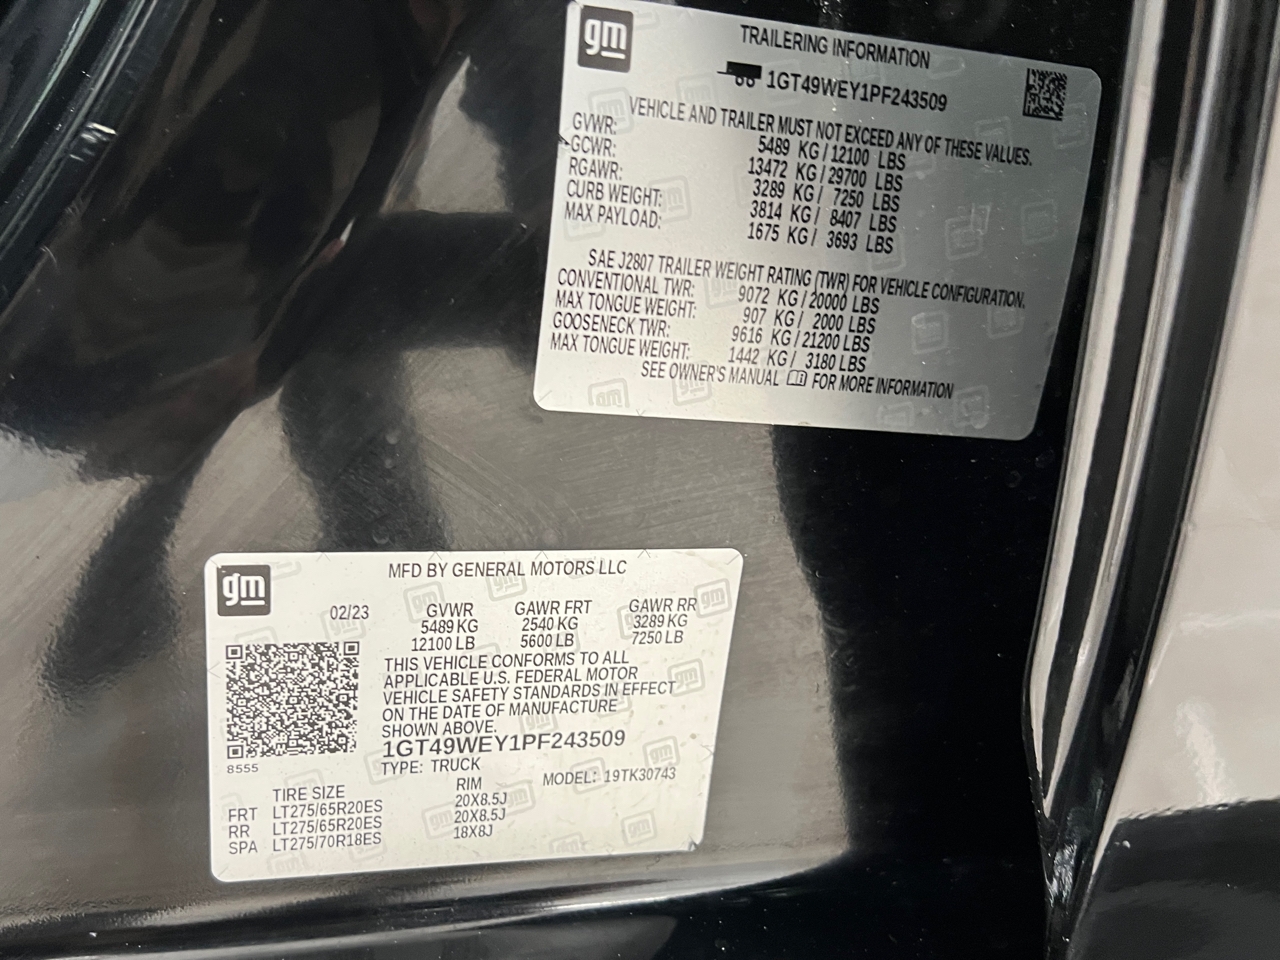 gm
TRAILERING INFORMATION
1GT49WEY1PF243509
VEHICLE AND TRAILER MUST NOT EXCEED ANY OF THESE VALUES.
GVWR: 5489 KG/12100 LBS
GCWR: 13472 KG/29700 LBS
RGAWR: 3289 KG/ 7250 LBS
CURB WEIGHT: 3814 KG/ 8407 LBS
MAX PAYLOAD: 1675 KG/ 3693 LBS
SAE J2807 TRAILER WEIGHT RATING (TWR) FOR VEHICLE CONFIGURATION.
CONVENTIONAL TWR: 9072 KG/20000 LBS
MAX TONGUE WEIGHT: 907 KG/ 2000 LBS
GOOSENECK TWR: 9616 KG/21200 LBS
MAX TONGUE WEIGHT: 1442 KG/ 3180 LBS
SEE OWNER'S MANUAL FOR MORE INFORMATION
gm
MFD BY GENERAL MOTORS LLC
02/23 GVWR GAWR FRT GAWR RR
5489 KG 2540 KG 3289 KG
12100 LB 5600 LB 7250 LB
THIS VEHICLE CONFORMS TO ALL
APPLICABLE U.S. FEDERAL MOTOR
VEHICLE SAFETY STANDARDS IN EFFECT
ON THE DATE OF MANUFACTURE
SHOWN ABOVE.
1GT49WEY1PF243509
8555
TYPE: TRUCK MODEL: 19TK30743
TIRE SIZE RIM
FRT LT275/65R20ES 20X8.5J
RR LT275/65R20ES 20X8.5J
SPA LT275/70R18ES 18X8J